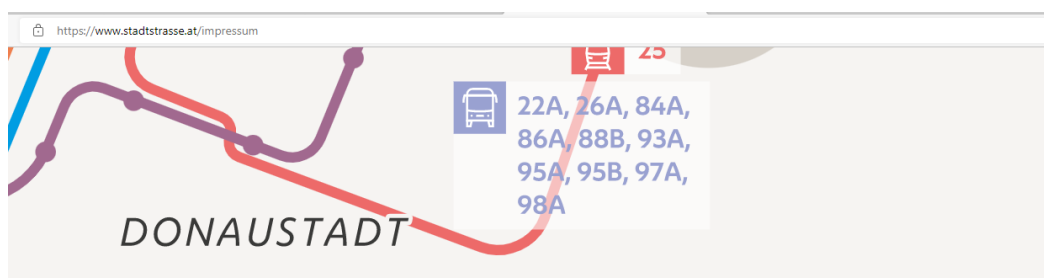 https://www.stadtstrasse.at/impressum
25
22A, 26A, 84A,
86A, 88B, 93A,
95A, 95B, 97A,
98A
DONAUSTADT